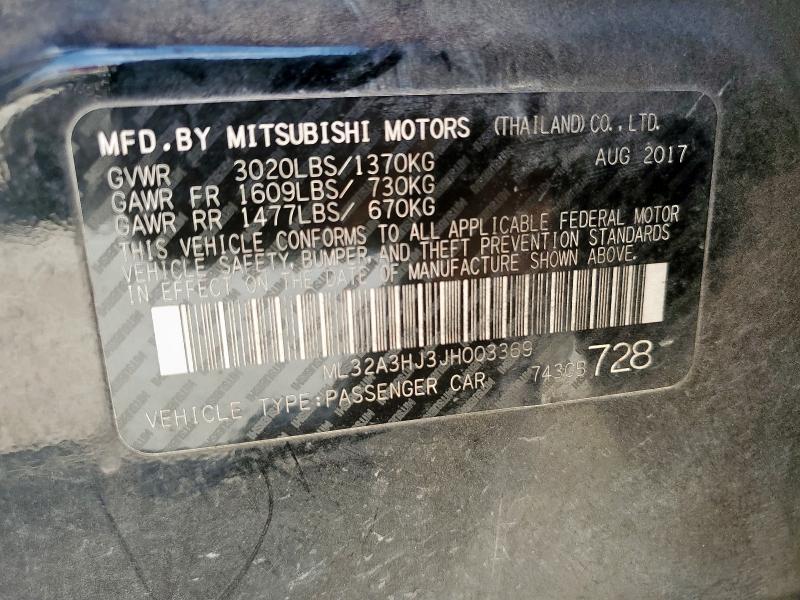 MFD.BY MITSUBISHI MOTORS (THAILAND)CO.,LTD.
AUG 2017
GVWR 3020LBS/1370KG
GAWR FR 1609LBS/ 730KG
GAWR RR 1477LBS/ 670KG
THIS VEHICLE CONFORMS TO ALL APPLICABLE FEDERAL MOTOR
VEHICLE SAFETY, BUMPER, AND THEFT PREVENTION STANDARDS
IN EFFECT ON THE DATE OF MANUFACTURE SHOWN ABOVE.
ML32A3HJ3JH003369
VEHICLE TYPE:PASSENGER CAR 743CB 728-